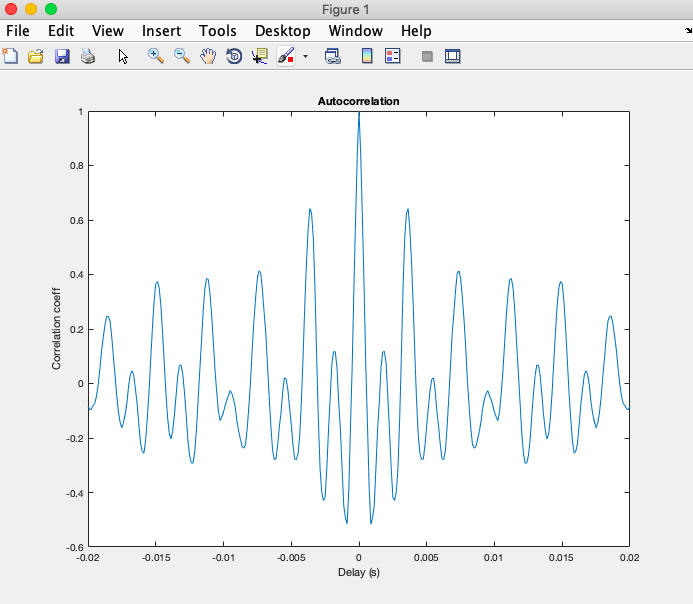 Figure 1
File Edit View Insert Tools Desktop Window Help
Autocorrelation
1
0.8
0.6
0.4
0.2
0
-0.2
-0.4
-0.6
Correlation coeff
-0.02 -0.015 -0.01 -0.005 0 0.005 0.01 0.015 0.02
Delay (s)